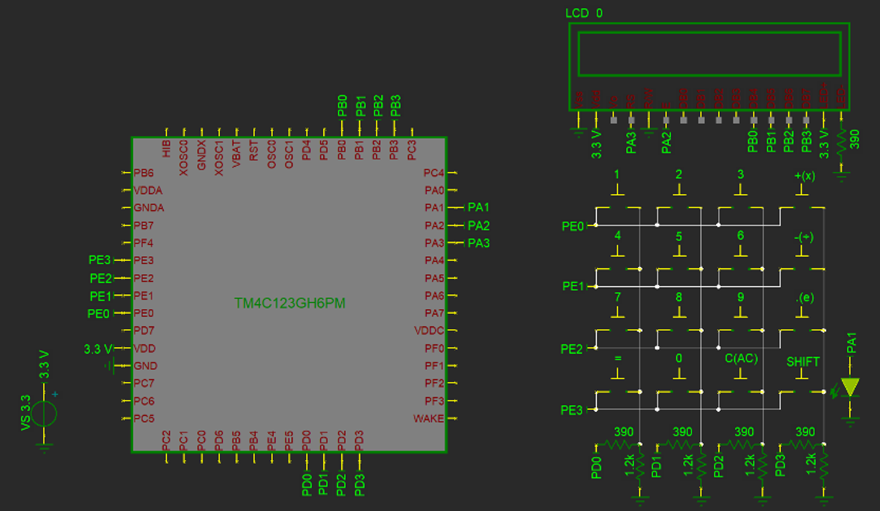 LCD 0
3.3 V
PA3
PA2
PB0
PB1
PB2
PB3
3.3 V
390
PB0
PB1
PB2
PB3
HIB
XOSC0
GNDX
XOSC1
VBAT
RST
OSC0
OSC1
PD4
PD5
PB0
PB1
PB2
PB3
PC3
PB6
VDDA
GNDA
PB7
PF4
PE3 PE3
PE2 PE2
PE1 PE1
PE0 PE0
PD7
3.3 V VDD
GND
PC7
PC6
PC5
TM4C123GH6PM
PC4
PA0
PA1 PA1
PA2 PA2
PA3 PA3
PA4
PA5
PA6
PA7
VDDC
PF0
PF1
PF2
PF3
WAKE
PC2
PC1
PC0
PD6
PB5
PB4
PE4
PE5
PD0
PD1
PD2
PD3
PD0
PD1
PD2
PD3
VS 3.3
3.3 V
1 2 3 +(x)
PE0
4 5 6 -(÷)
PE1
7 8 9 .(e)
PE2
= 0 C(AC) SHIFT
PE3
PA1
390 390 390 390
PD0 1.2k PD1 1.2k PD2 1.2k PD3 1.2k